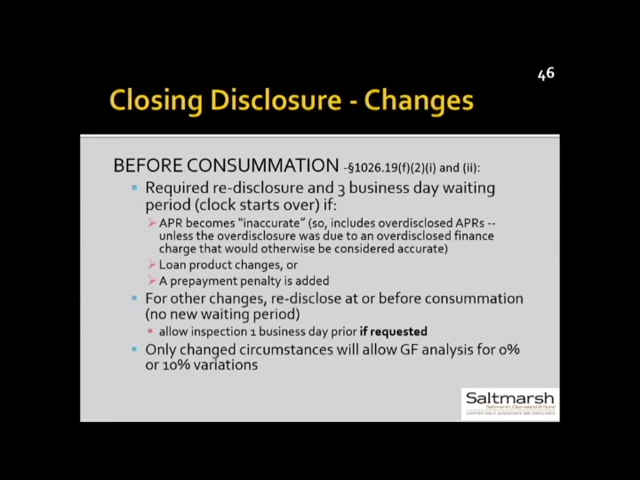 46
Closing Disclosure - Changes
BEFORE CONSUMMATION -§1026.19(f)(2)(i) and (ii):
Required re-disclosure and 3 business day waiting
period (clock starts over) if:
APR becomes “inaccurate” (so, includes overdisclosed APRs --
unless the overdisclosure was due to an overdisclosed finance
charge that would otherwise be considered accurate)
Loan product changes, or
A prepayment penalty is added
For other changes, re-disclose at or before consummation
(no new waiting period)
allow inspection 1 business day prior if requested
Only changed circumstances will allow GF analysis for 0%
or 10% variations
Saltmarsh
Saltmarsh, Cleaveland & Gund